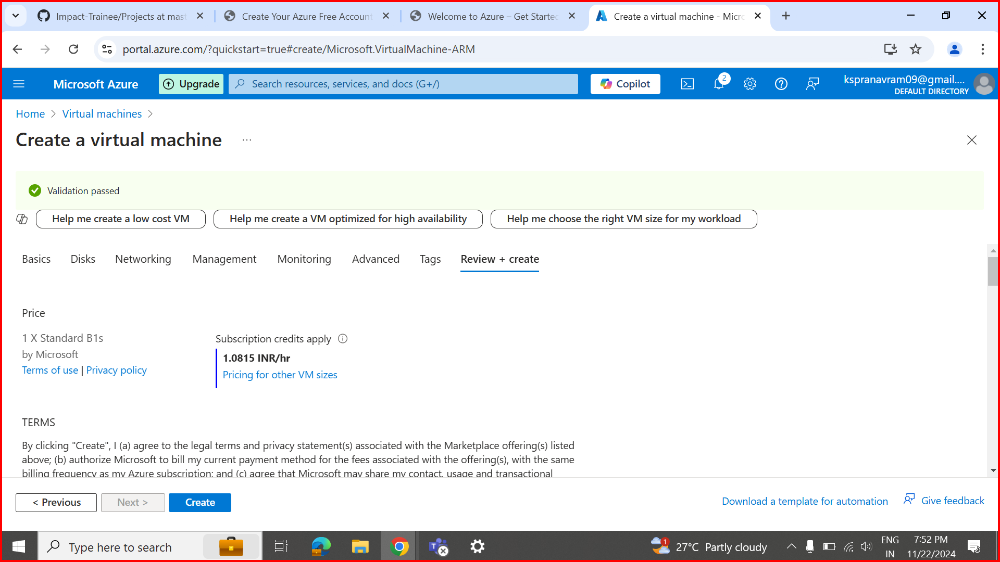 Impact-Trainee/Projects at mast
Create Your Azure Free Account
Welcome to Azure – Get Started
Create a virtual machine - Micro
portal.azure.com/?quickstart=true#create/Microsoft.VirtualMachine-ARM
Microsoft Azure
Upgrade
Search resources, services, and docs (G+/)
Copilot
2
kspranavram09@gmail....
DEFAULT DIRECTORY
Home > Virtual machines >
Create a virtual machine ...
Validation passed
Help me create a low cost VM
Help me create a VM optimized for high availability
Help me choose the right VM size for my workload
Basics Disks Networking Management Monitoring Advanced Tags Review + create
Price
1 X Standard B1s
by Microsoft
Terms of use | Privacy policy
Subscription credits apply
1.0815 INR/hr
Pricing for other VM sizes
TERMS
By clicking "Create", I (a) agree to the legal terms and privacy statement(s) associated with the Marketplace offering(s) listed
above; (b) authorize Microsoft to bill my current payment method for the fees associated with the offering(s), with the same
billing frequency as my Azure subscription; and (c) agree that Microsoft may share my contact, usage and transactional
< Previous
Next >
Create
Download a template for automation
Give feedback
Type here to search
1
27°C Partly cloudy
ENG
IN
7:52 PM
11/22/2024